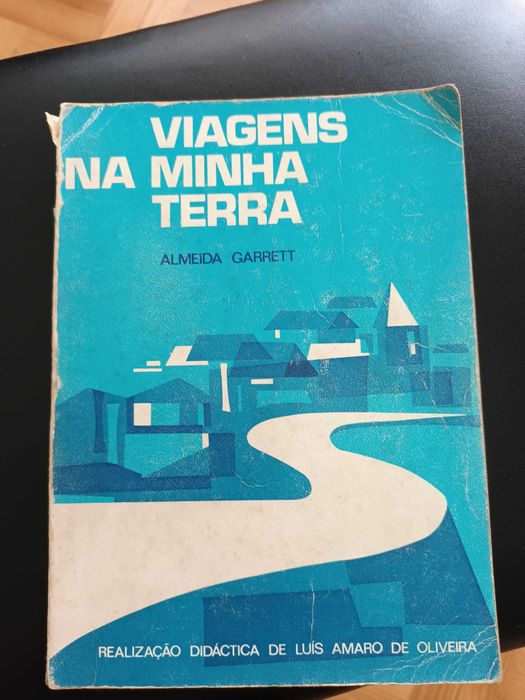 VIAGENS
NA MINHA
TERRA
ALMEIDA GARRETT
REALIZAÇÃO DIDÁCTICA DE LUÍS AMARO DE OLIVEIRA